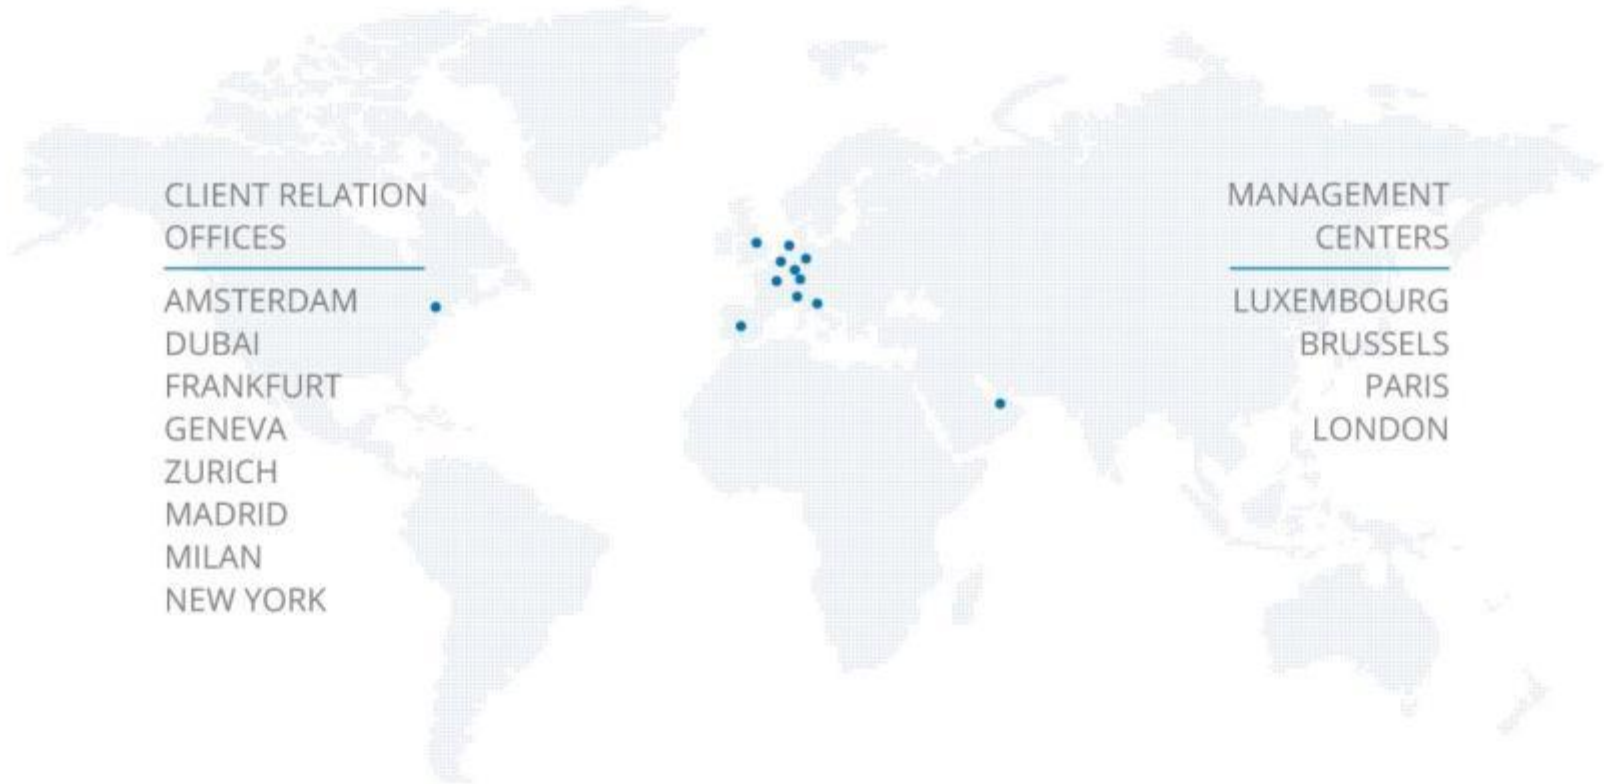 CLIENT RELATION
OFFICES
AMSTERDAM
DUBAI
FRANKFURT
GENEVA
ZURICH
MADRID
MILAN
NEW YORK
MANAGEMENT
CENTERS
LUXEMBOURG
BRUSSELS
PARIS
LONDON